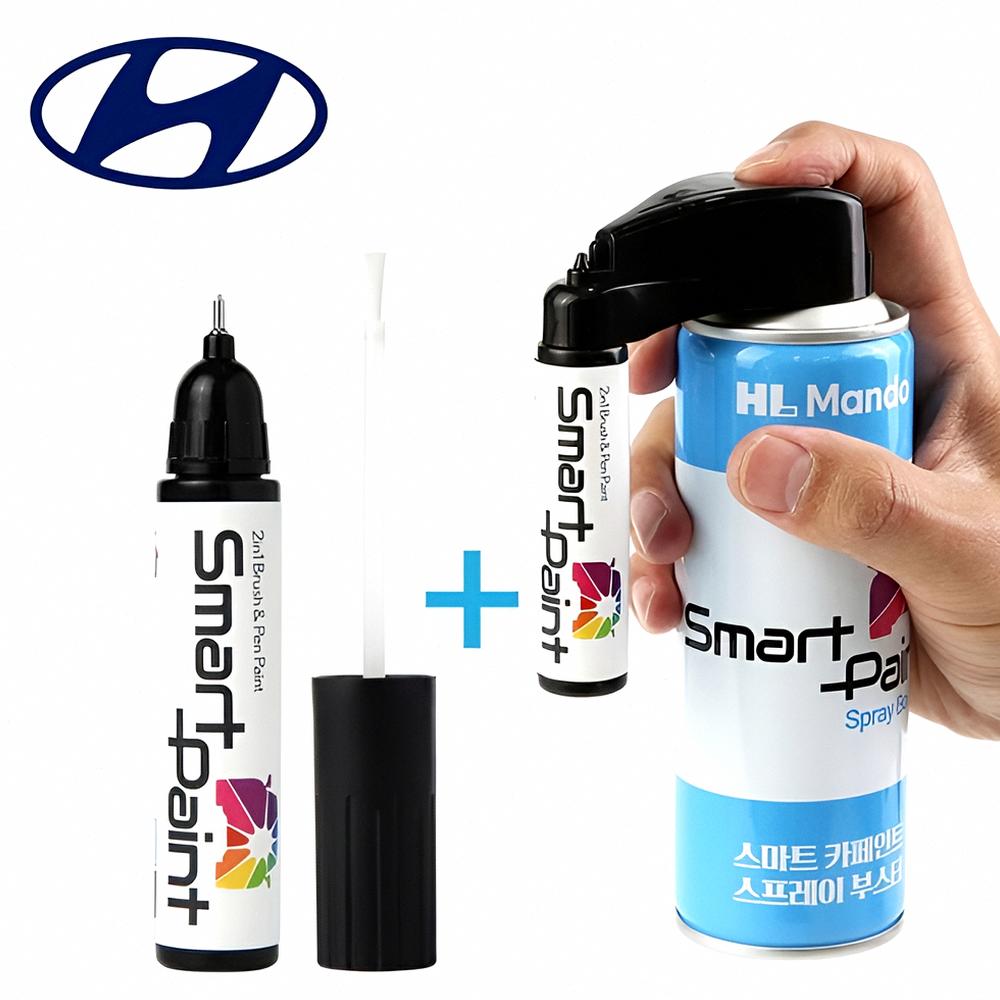 2in1 Brush & Pen Paint
Smart
Paint
2in1 Brush & Pen Paint
Smart
Paint
HL Mando
Smart
Pain
Spray
스마트 카페인트
스프레이 부스터